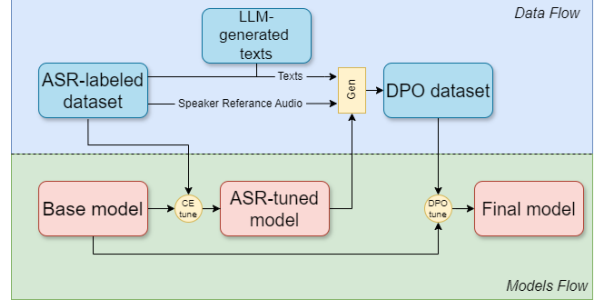 Data Flow
LLM-
generated
texts
ASR-labeled
dataset
Texts
Speaker Referance Audio
Gen
DPO dataset
Base model
CE
tune
ASR-tuned
model
DPO
tune
Final model
Models Flow